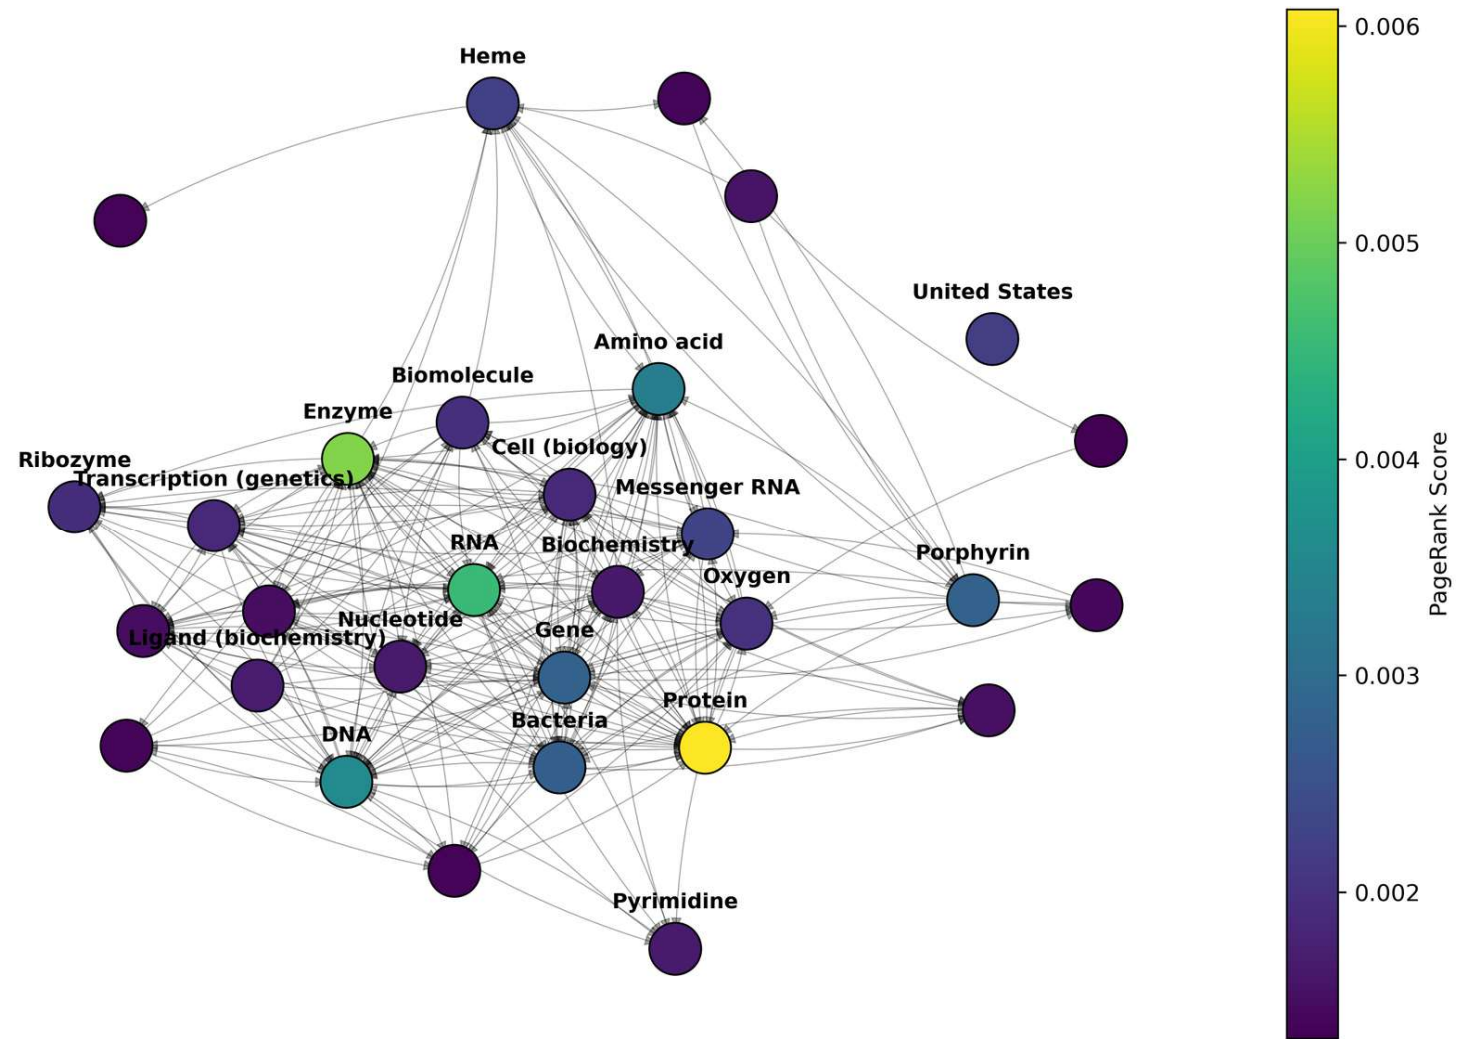 Heme
United States
Amino acid
Biomolecule
Enzyme
Cell (biology)
Ribozyme
Transcription (genetics)
Messenger RNA
RNA
Biochemistry
Porphyrin
Oxygen
Nucleotide
Gene
Ligand (biochemistry)
Protein
Bacteria
DNA
Pyrimidine
0.006
0.005
0.004
0.003
0.002
PageRank Score